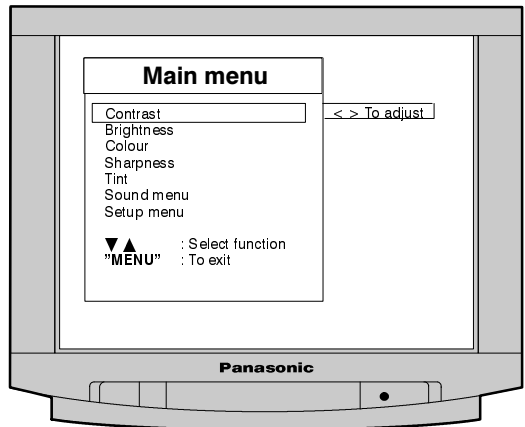 Main menu
Contrast
< > To adjust
Brightness
Colour
Sharpness
Tint
Sound menu
Setup menu
▼ ▲ : Select function
”MENU” : To exit
Panasonic